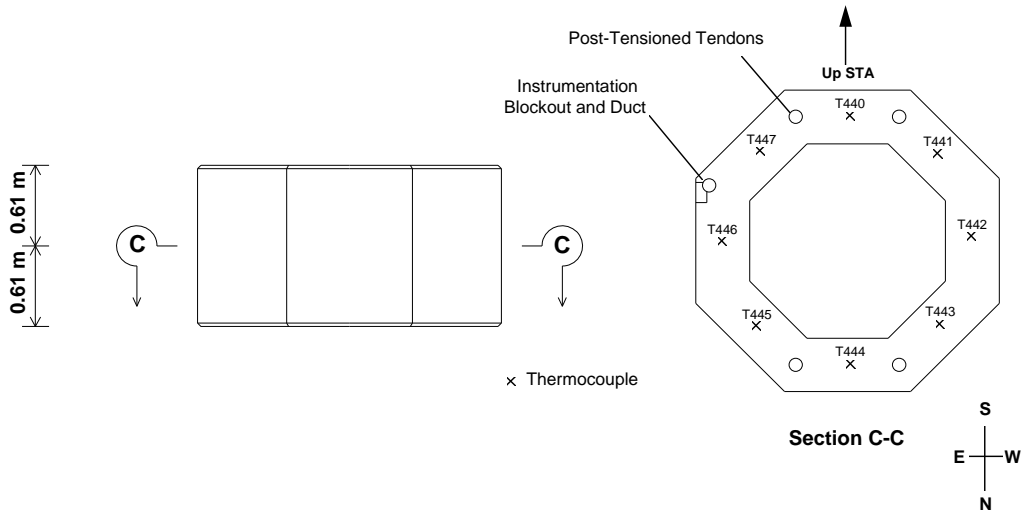 Post-Tensioned Tendons
Instrumentation
Blockout and Duct
Up STA
T440
T447
T441
T446
T442
T445
T443
T444
0.61 m
0.61 m
C
C
× Thermocouple
Section C-C
S
E
W
N